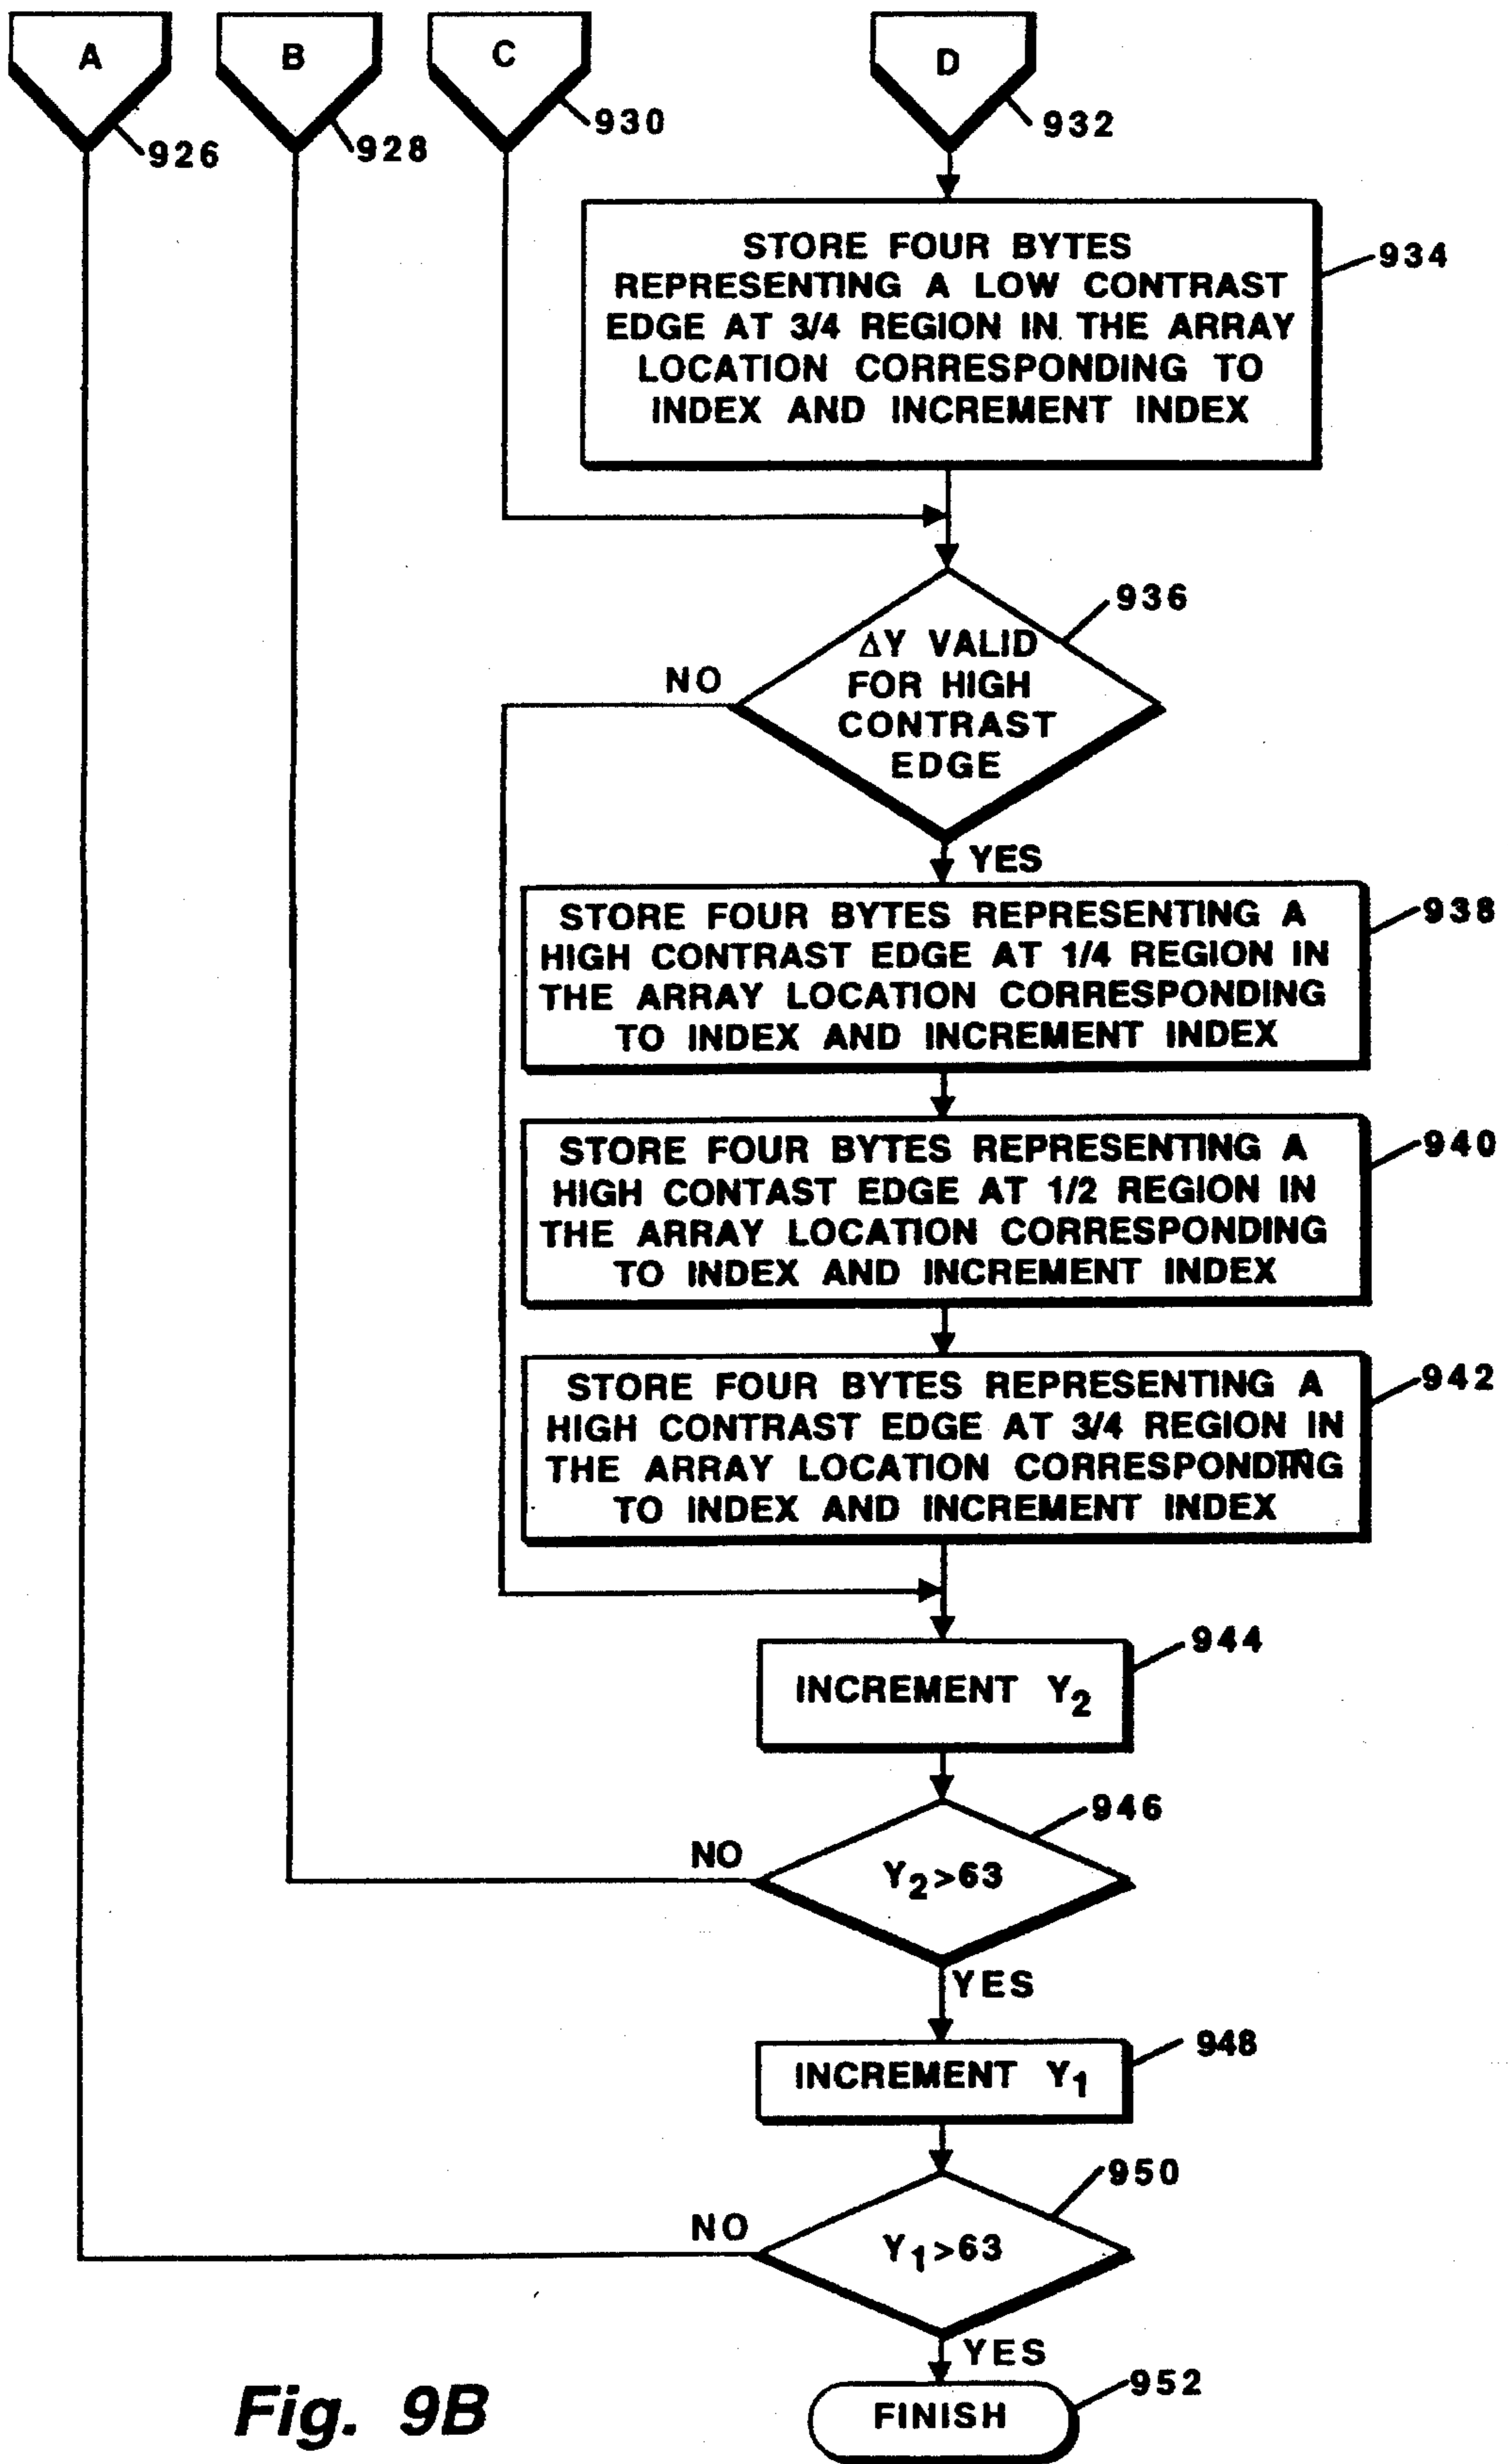 A
B
C
D
926
928
930
932
STORE FOUR BYTES
REPRESENTING A LOW CONTRAST
EDGE AT 3/4 REGION IN THE ARRAY
LOCATION CORRESPONDING TO
INDEX AND INCREMENT INDEX
934
ΔY VALID
FOR HIGH
CONTRAST
EDGE
936
NO
YES
STORE FOUR BYTES REPRESENTING A
HIGH CONTRAST EDGE AT 1/4 REGION IN
THE ARRAY LOCATION CORRESPONDING
TO INDEX AND INCREMENT INDEX
938
STORE FOUR BYTES REPRESENTING A
HIGH CONTAST EDGE AT 1/2 REGION IN
THE ARRAY LOCATION CORRESPONDING
TO INDEX AND INCREMENT INDEX
940
STORE FOUR BYTES REPRESENTING A
HIGH CONTRAST EDGE AT 3/4 REGION IN
THE ARRAY LOCATION CORRESPONDING
TO INDEX AND INCREMENT INDEX
942
INCREMENT Y2
944
Y2>63
946
NO
YES
INCREMENT Y1
948
Y1>63
950
NO
YES
FINISH
952
Fig. 9B